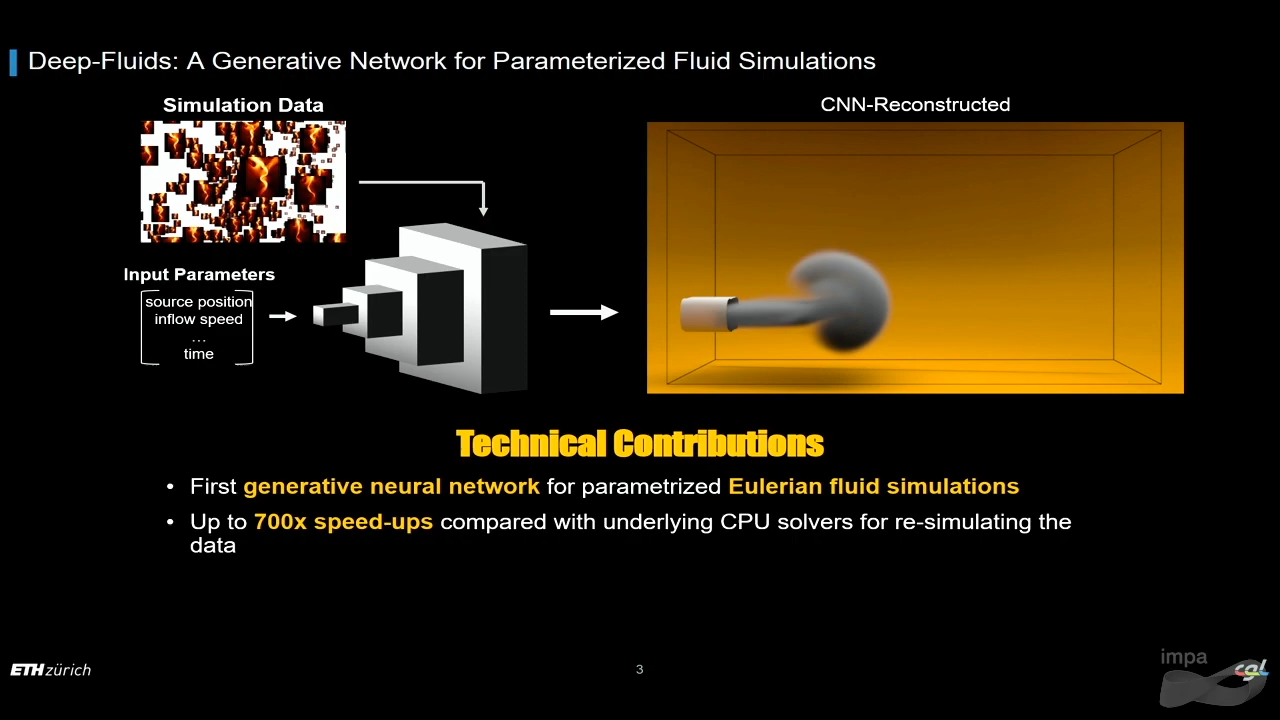 Deep-Fluids: A Generative Network for Parameterized Fluid Simulations
Simulation Data
CNN-Reconstructed
Input Parameters
source position
inflow speed
...
time
Technical Contributions
• First generative neural network for parametrized Eulerian fluid simulations
• Up to 700x speed-ups compared with underlying CPU solvers for re-simulating the
data
ETH zürich
3
impa
cgl